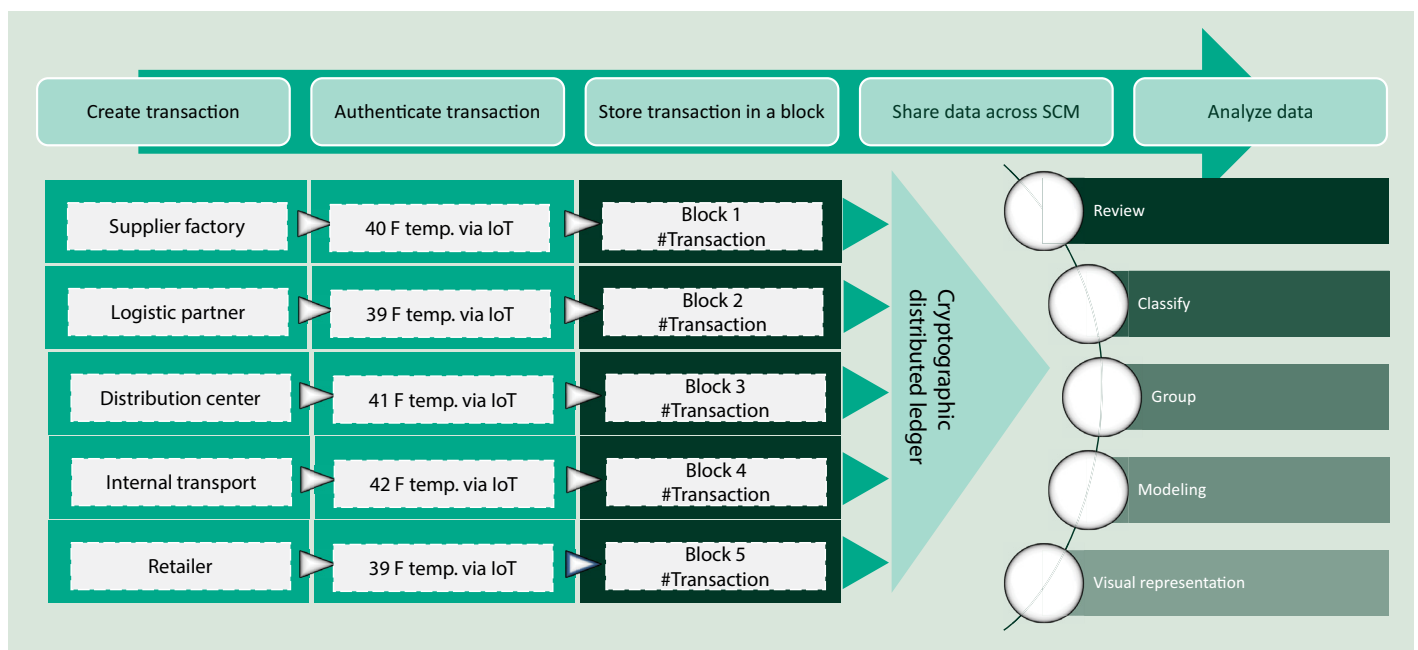 Create transaction
Authenticate transaction
Store transaction in a block
Share data across SCM
Analyze data
Supplier factory
40 F temp. via IoT
Block 1
#Transaction
Logistic partner
39 F temp. via IoT
Block 2
#Transaction
Distribution center
41 F temp. via IoT
Block 3
#Transaction
Internal transport
42 F temp. via IoT
Block 4
#Transaction
Retailer
39 F temp. via IoT
Block 5
#Transaction
Cryptographic
distributed ledger
Review
Classify
Group
Modeling
Visual representation